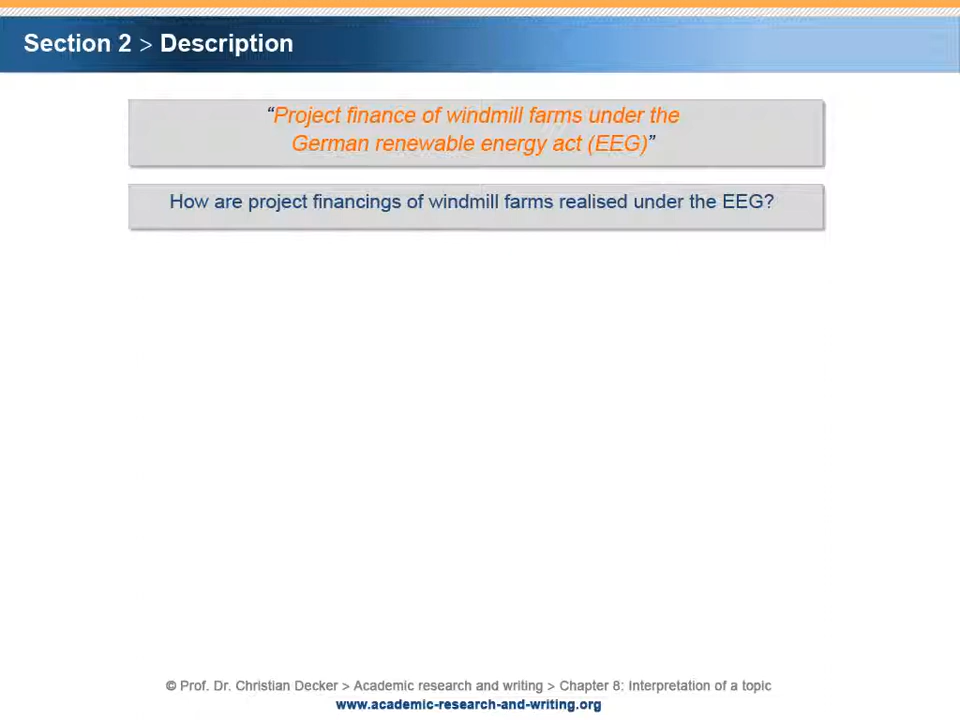 Section 2 > Description
“Project finance of windmill farms under the
German renewable energy act (EEG)”
How are project financings of windmill farms realised under the EEG?
© Prof. Dr. Christian Decker > Academic research and writing > Chapter 8: Interpretation of a topic
www.academic-research-and-writing.org